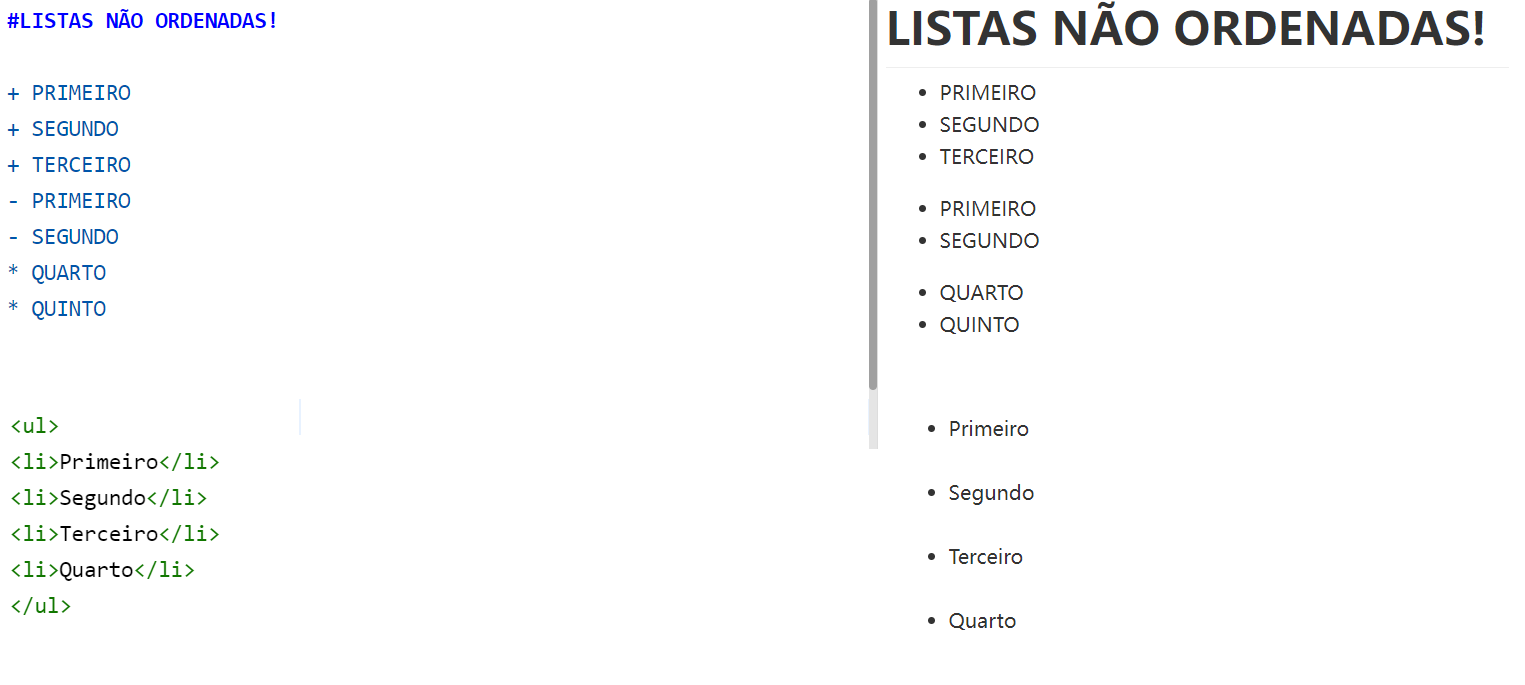 #LISTAS NÃO ORDENADAS!
+ PRIMEIRO
+ SEGUNDO
+ TERCEIRO
- PRIMEIRO
- SEGUNDO
* QUARTO
* QUINTO
<ul>
<li>Primeiro</li>
<li>Segundo</li>
<li>Terceiro</li>
<li>Quarto</li>
</ul>
LISTAS NÃO ORDENADAS!
• PRIMEIRO
• SEGUNDO
• TERCEIRO
• PRIMEIRO
• SEGUNDO
• QUARTO
• QUINTO
• Primeiro
• Segundo
• Terceiro
• Quarto